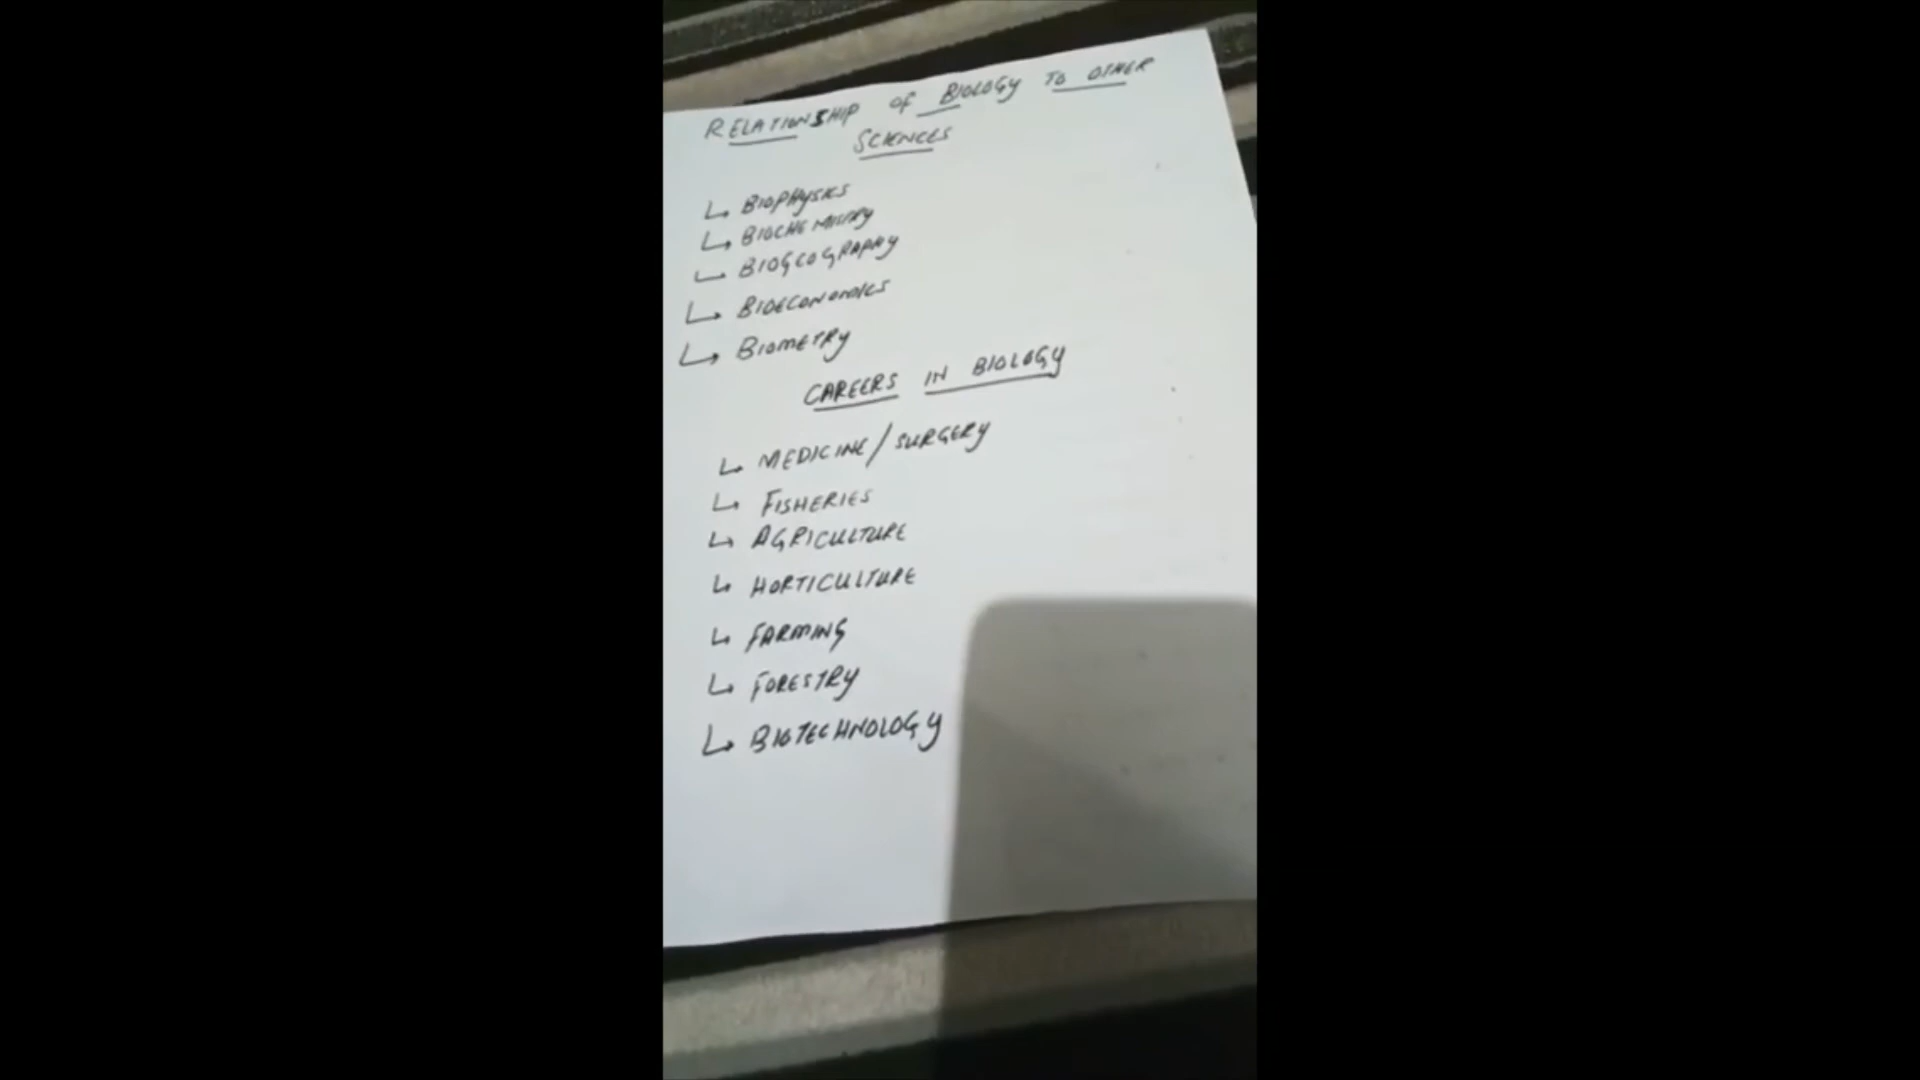 RELATIONSHIP OF BIOLOGY TO OTHER
SCIENCES
BIOPHYSICS
BIOCHEMISTRY
BIOGEOGRAPHY
BIOECONOMICS
BIOMETRY
CAREERS IN BIOLOGY
MEDICINE/SURGERY
FISHERIES
AGRICULTURE
HORTICULTURE
FARMING
FORESTRY
BIOTECHNOLOGY